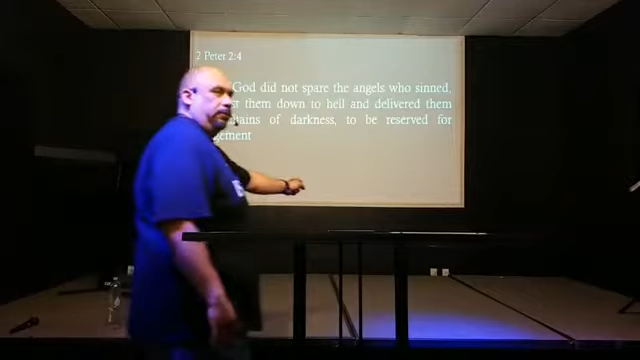 2 Peter 2:4
God did not spare the angels who sinned,
them down to hell and delivered them
of darkness, to be reserved for